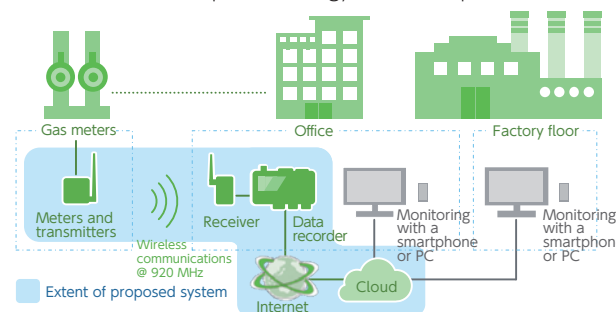 Gas meters
Office
Factory floor
Meters and
transmitters
Wireless
communications
@ 920 MHz
Receiver
Data
recorder
Monitoring
with a
smartphone
or PC
Monitoring
with a
smartphone
or PC
Internet
Cloud
Extent of proposed system